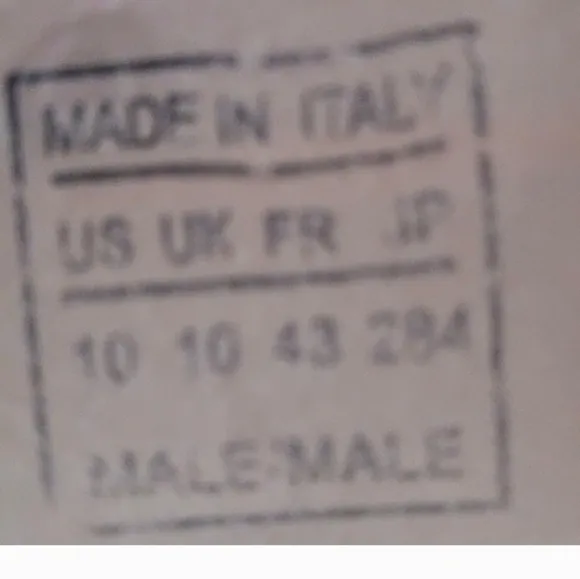 MADE IN ITALY
US UK FR JP
10 10 43 284
MALE-MALE